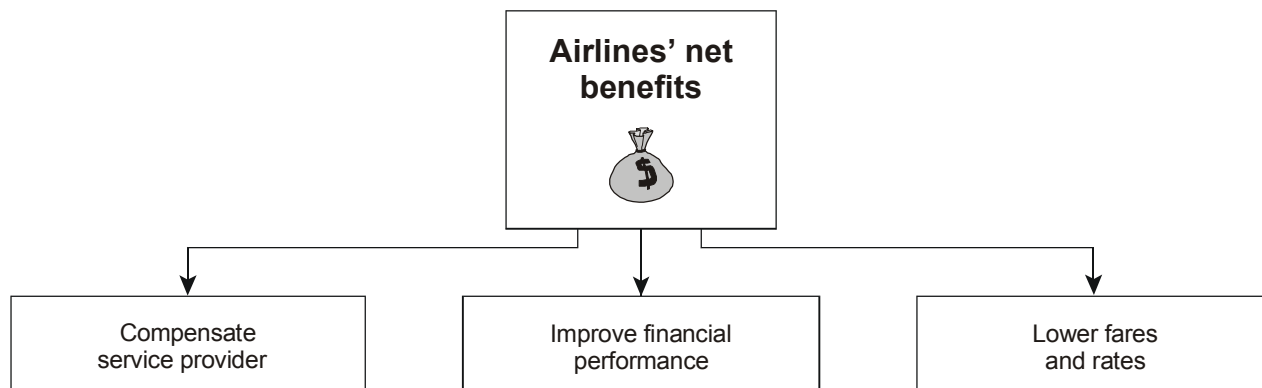 Airlines’ net
benefits
$
Compensate
service provider
Improve financial
performance
Lower fares
and rates